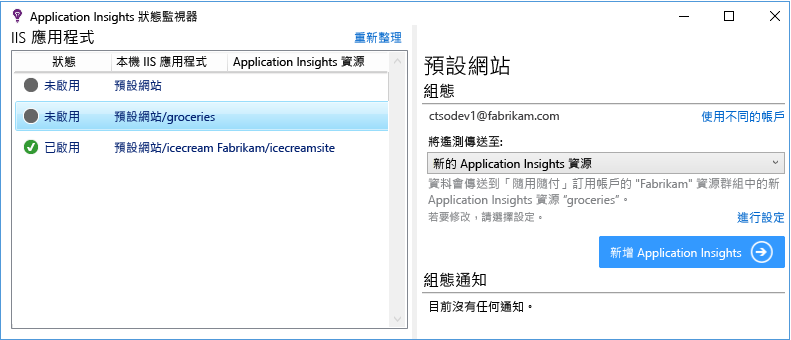 Application Insights 狀態監視器
IIS 應用程式
重新整理
狀態 本機 IIS 應用程式 Application Insights 資源
未啟用 預設網站
未啟用 預設網站/groceries
已啟用 預設網站/icecream Fabrikam/icecreamsite
預設網站
組態
ctsodev1@fabrikam.com 使用不同的帳戶
將遙測傳送至:
新的 Application Insights 資源
資料會傳送到「隨用隨付」訂用帳戶的 "Fabrikam" 資源群組中的新
Application Insights 資源 "groceries"。
若要修改，請選擇設定。 進行設定
新增 Application Insights
組態通知
目前沒有任何通知。